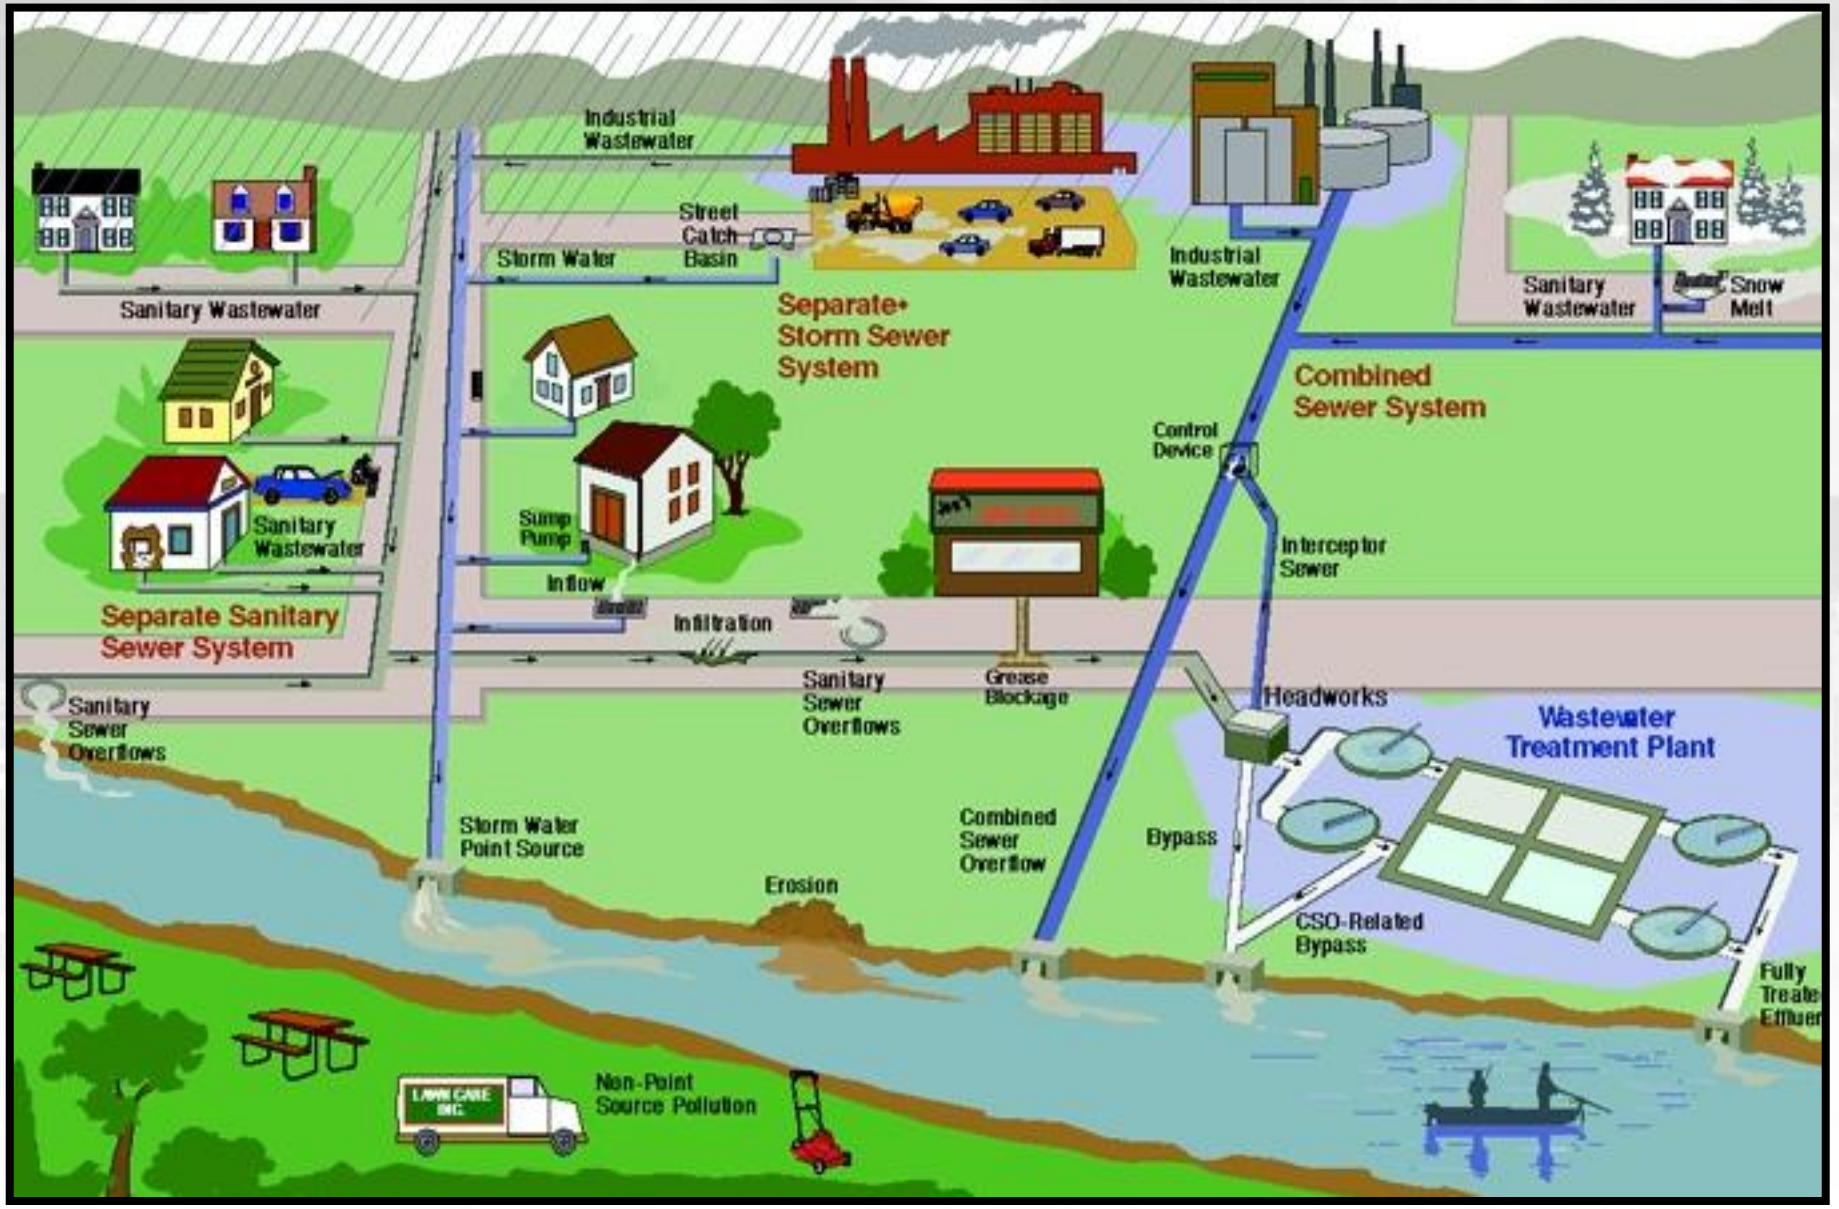 Industrial
Wastewater
Street
Catch
Basin
Storm Water
Industrial
Wastewater
Sanitary
Wastewater
Snow
Melt
Sanitary Wastewater
Separate•
Storm Sewer
System
Combined
Sewer System
Control
Device
Sanitary
Wastewater
Sump
Pump
Interceptor
Sewer
Inflow
Separate Sanitary
Sewer System
Infiltration
Sanitary
Sewer
Overflows
Grease
Blockage
Headworks
Sanitary
Sewer
Overflows
Wastewater
Treatment Plant
Storm Water
Point Source
Combined
Sewer
Overflow
Bypass
Erosion
CSO-Related
Bypass
Fully
Treate
Effluer
LAWN CARE
INC.
Non-Point
Source Pollution